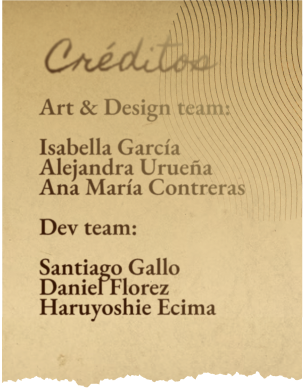 Créditos
Art & Design team:
Isabella García
Alejandra Urueña
Ana María Contreras
Dev team:
Santiago Gallo
Daniel Florez
Haruyoshie Ecima